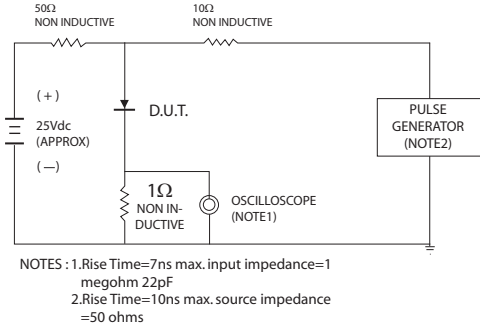 50Ω
NON INDUCTIVE
10Ω
NON INDUCTIVE
(+)
25Vdc
(APPROX)
(—)
D.U.T.
PULSE
GENERATOR
(NOTE2)
1Ω
NON IN-
DUCTIVE
OSCILLOSCOPE
(NOTE1)
NOTES : 1.Rise Time=7ns max. input impedance=1
megohm 22pF
2.Rise Time=10ns max. source impedance
=50 ohms